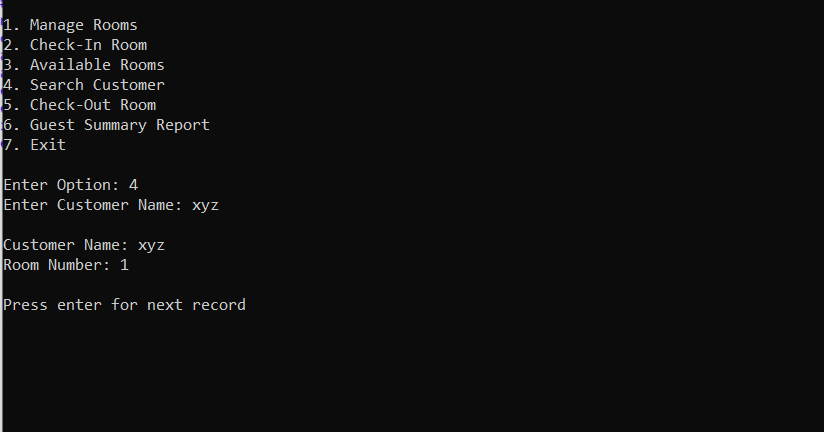 1. Manage Rooms
2. Check-In Room
3. Available Rooms
4. Search Customer
5. Check-Out Room
6. Guest Summary Report
7. Exit
Enter Option: 4
Enter Customer Name: xyz
Customer Name: xyz
Room Number: 1
Press enter for next record